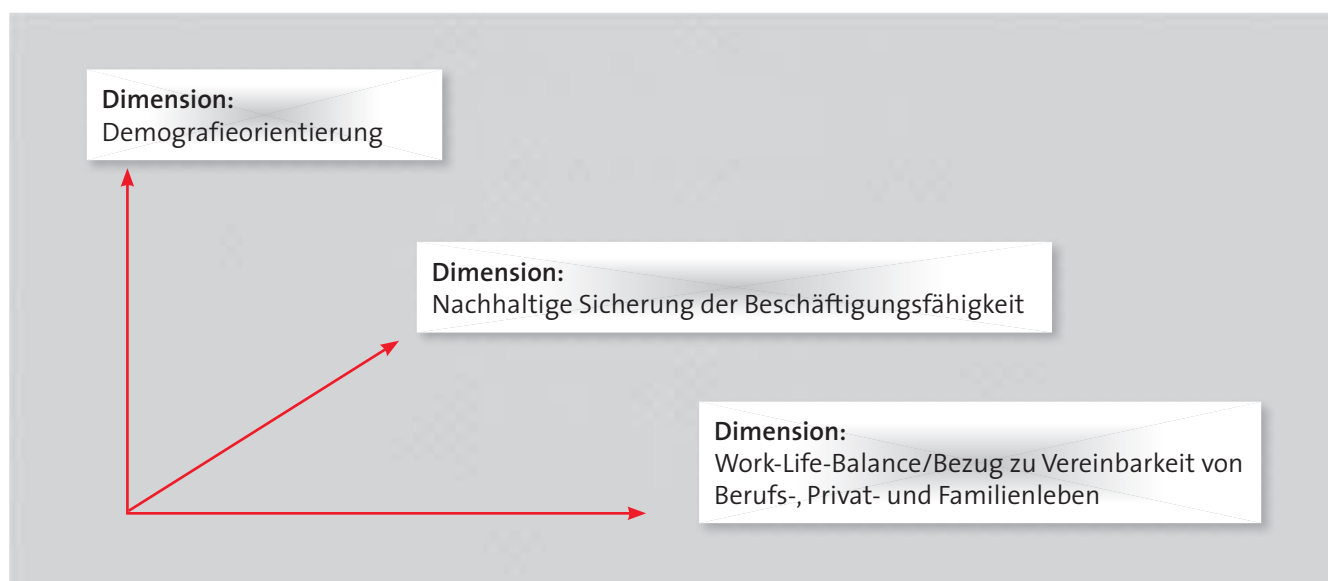 Dimension:
Demografieorientierung
Dimension:
Nachhaltige Sicherung der Beschäftigungsfähigkeit
Dimension:
Work-Life-Balance/Bezug zu Vereinbarkeit von
Berufs-, Privat- und Familienleben